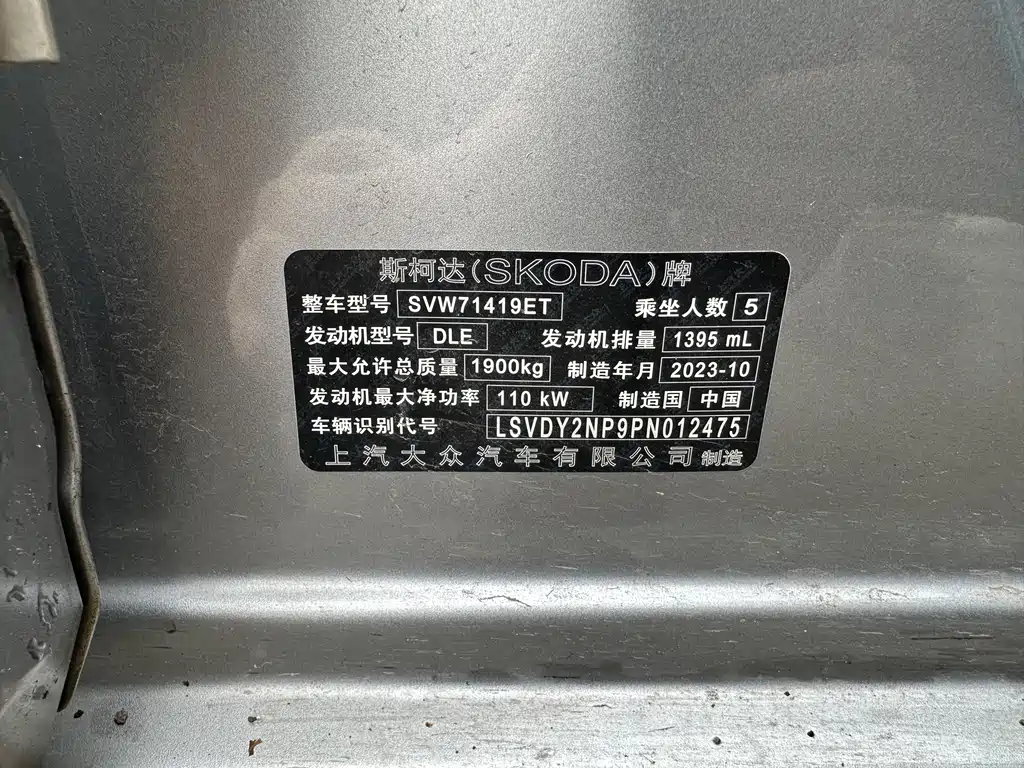 斯柯达(SKODA)牌
整车型号 SVW71419ET 乘坐人数 5
发动机型号 DLE 发动机排量 1395 mL
最大允许总质量 1900kg 制造年月 2023-10
发动机最大净功率 110 kW 制造国 中国
车辆识别代号 LSVDY2NP9PN012475
上汽大众汽车有限公司 制造